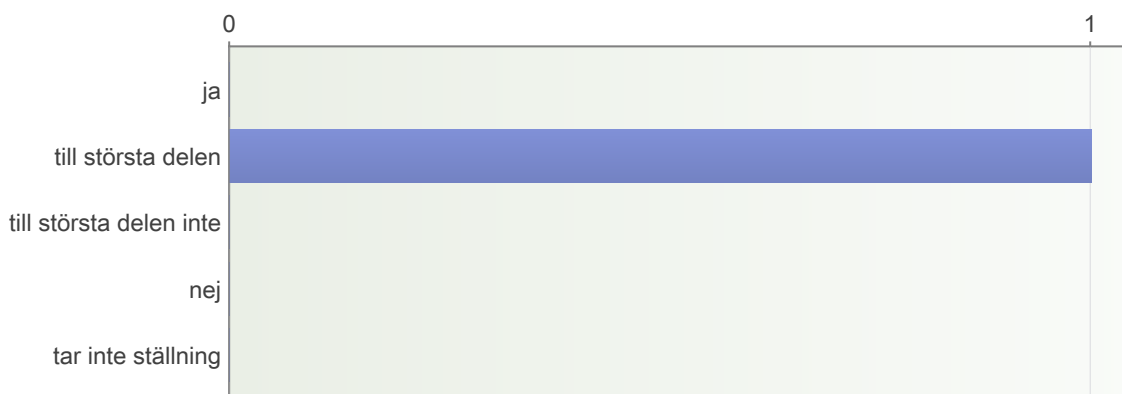 0 1
ja
till största delen
till största delen inte
nej
tar inte ställning